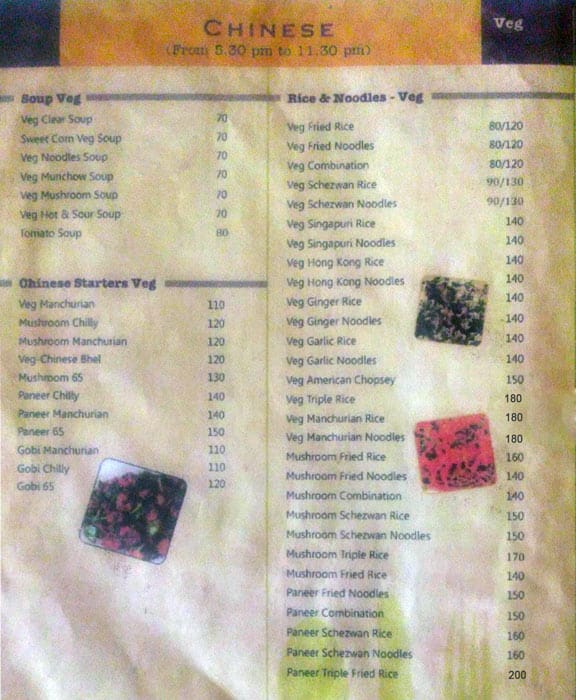 CHINESE
(From 5.30 pm to 11.30 pm)
Veg
Soup Veg
Veg Clear Soup 70
Sweet Corn Veg Soup 70
Veg Noodles Soup 70
Veg Munchow Soup 70
Veg Mushroom Soup 70
Veg Hot & Sour Soup 70
Tomato Soup 80
Chinese Starters Veg
Veg Manchurian 110
Mushroom Chilly 120
Mushroom Manchurian 120
Veg-Chinese Bhel 120
Mushroom 65 130
Paneer Chilly 140
Paneer Manchurian 140
Paneer 65 150
Gobi Manchurian 110
Gobi Chilly 110
Gobi 65 120
Rice & Noodles - Veg
Veg Fried Rice 80/120
Veg Fried Noodles 80/120
Veg Combination 80/120
Veg Schezwan Rice 90/130
Veg Schezwan Noodles 90/130
Veg Singapuri Rice 140
Veg Singapuri Noodles 140
Veg Hong Kong Rice 140
Veg Hong Kong Noodles 140
Veg Ginger Rice 140
Veg Ginger Noodles 140
Veg Garlic Rice 140
Veg Garlic Noodles 140
Veg American Chopsey 150
Veg Triple Rice 180
Veg Manchurian Rice 180
Veg Manchurian Noodles 180
Mushroom Fried Rice 160
Mushroom Fried Noodles 140
Mushroom Combination 140
Mushroom Schezwan Rice 150
Mushroom Schezwan Noodles 150
Mushroom Triple Rice 170
Mushroom Fried Rice 140
Paneer Fried Noodles 150
Paneer Combination 150
Paneer Schezwan Rice 160
Paneer Schezwan Noodles 160
Paneer Triple Fried Rice 200